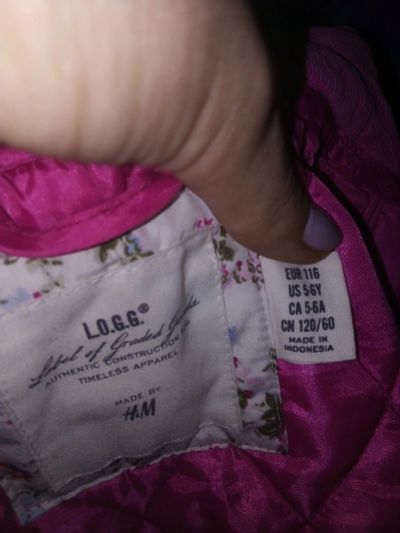 L.O.G.G.®
Label of Graded Goods
AUTHENTIC CONSTRUCTION
TIMELESS APPAREL
MADE BY
H&M
EUR 116
US 5-6Y
CA 5-6A
CN 120/60
MADE IN
INDONESIA